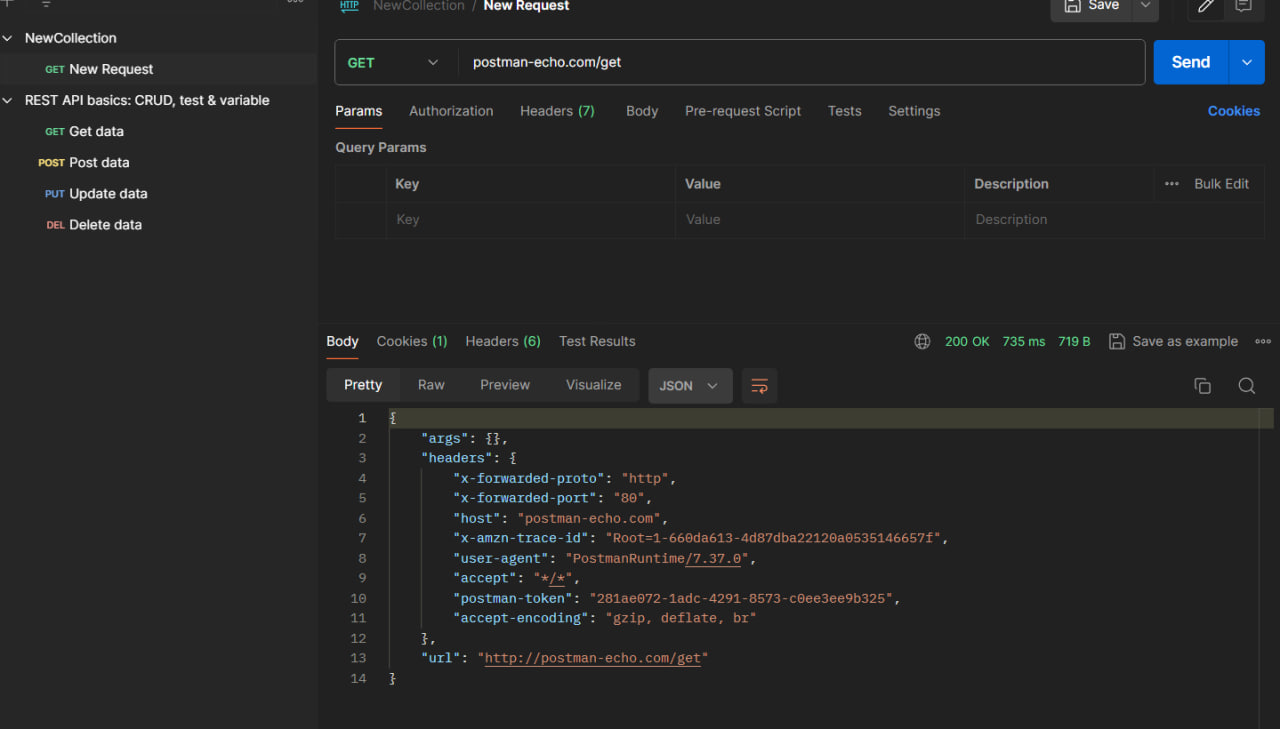 HTTP NewCollection / New Request Save
NewCollection
GET New Request
REST API basics: CRUD, test & variable
GET Get data
POST Post data
PUT Update data
DEL Delete data
GET postman-echo.com/get Send
Params Authorization Headers (7) Body Pre-request Script Tests Settings Cookies
Query Params
Key Value Description ••• Bulk Edit
Key Value Description
Body Cookies (1) Headers (6) Test Results 200 OK 735 ms 719 B Save as example
Pretty Raw Preview Visualize JSON
1 {
2 "args": {},
3 "headers": {
4 "x-forwarded-proto": "http",
5 "x-forwarded-port": "80",
6 "host": "postman-echo.com",
7 "x-amzn-trace-id": "Root=1-660da613-4d87dba22120a0535146657f",
8 "user-agent": "PostmanRuntime/7.37.0",
9 "accept": "*/*",
10 "postman-token": "281ae072-1adc-4291-8573-c0ee3ee9b325",
11 "accept-encoding": "gzip, deflate, br"
12 },
13 "url": "http://postman-echo.com/get"
14 }